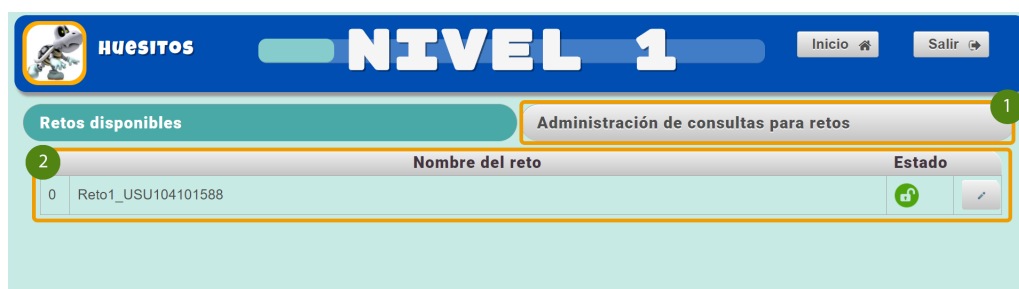 HUESITOS
NIVEL 1
Inicio
Salir
1
Retos disponibles
Administración de consultas para retos
2
Nombre del reto
Estado
0 Reto1_USU104101588